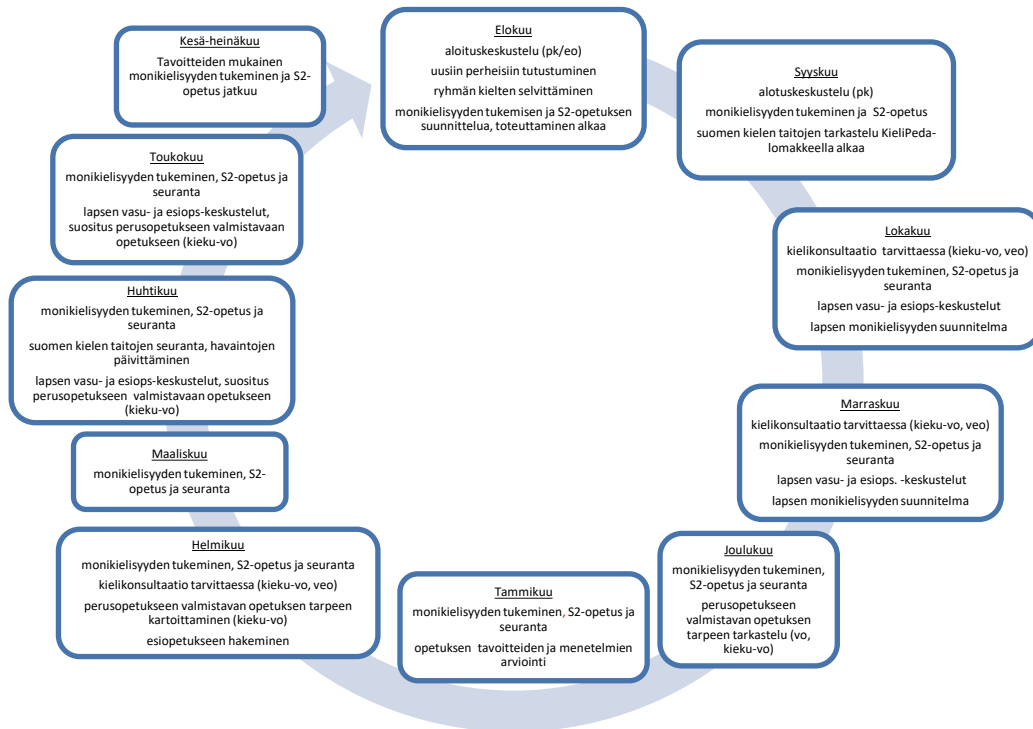 Elokuu
aloituskeskustelu (pk/eo)
uusiin perheisiin tutustuminen
ryhmän kielten selvittäminen
monikielisyyden tukemisen ja S2-opetuksen
suunnittelua, toteuttaminen alkaa
Syyskuu
alotuskeskustelu (pk)
monikielisyyden tukeminen ja S2-opetus
suomen kielen taitojen tarkastelu KieliPeda-
lomakkeella alkaa
Lokakuu
kielikonsultaatio tarvittaessa (kieku-vo, veo)
monikielisyyden tukeminen, S2-opetus ja
seuranta
lapsen vasu- ja esiops-keskustelut
lapsen monikielisyyden suunnitelma
Marraskuu
kielikonsultaatio tarvittaessa (kieku-vo, veo)
monikielisyyden tukeminen, S2-opetus ja
seuranta
lapsen vasu- ja esiops. -keskustelut
lapsen monikielisyyden suunnitelma
Joulukuu
monikielisyyden tukeminen,
S2-opetus ja seuranta
perusopetukseen
valmistavan opetuksen
tarpeen tarkastelu (vo,
kieku-vo)
Tammikuu
monikielisyyden tukeminen, S2-opetus ja
seuranta
opetuksen tavoitteiden ja menetelmien
arviointi
Helmikuu
monikielisyyden tukeminen, S2-opetus ja seuranta
kielikonsultaatio tarvittaessa (kieku-vo, veo)
perusopetukseen valmistavan opetuksen tarpeen
kartoittaminen (kieku-vo)
esiopetukseen hakeminen
Maaliskuu
monikielisyyden tukeminen, S2-
opetus ja seuranta
Huhtikuu
monikielisyyden tukeminen, S2-opetus ja
seuranta
suomen kielen taitojen seuranta, havaintojen
päivittäminen
lapsen vasu- ja esiops-keskustelut, suositus
perusopetukseen valmistavaan opetukseen
(kieku-vo)
Toukokuu
monikielisyyden tukeminen, S2-opetus ja
seuranta
lapsen vasu- ja esiops-keskustelut,
suositus perusopetukseen valmistavaan
opetukseen (kieku-vo)
Kesä-heinäkuu
Tavoitteiden mukainen
monikielisyyden tukeminen ja S2-
opetus jatkuu